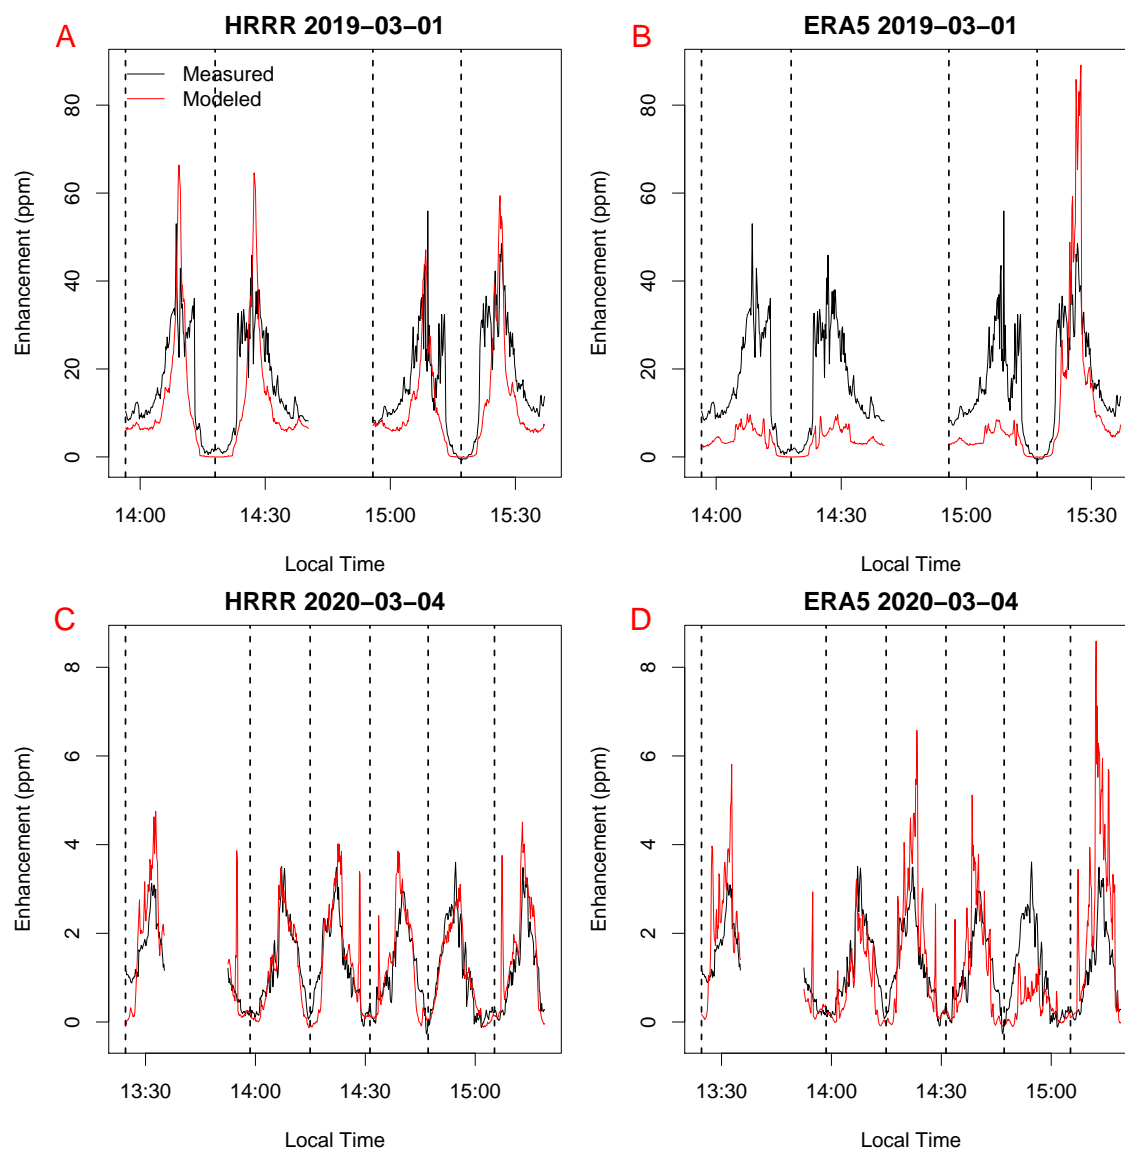 A
HRRR 2019−03−01
Measured
Modeled
Enhancement (ppm)
0
20
40
60
80
14:00
14:30
15:00
15:30
Local Time
B
ERA5 2019−03−01
Enhancement (ppm)
0
20
40
60
80
14:00
14:30
15:00
15:30
Local Time
C
HRRR 2020−03−04
Enhancement (ppm)
0
2
4
6
8
13:30
14:00
14:30
15:00
Local Time
D
ERA5 2020−03−04
Enhancement (ppm)
0
2
4
6
8
13:30
14:00
14:30
15:00
Local Time